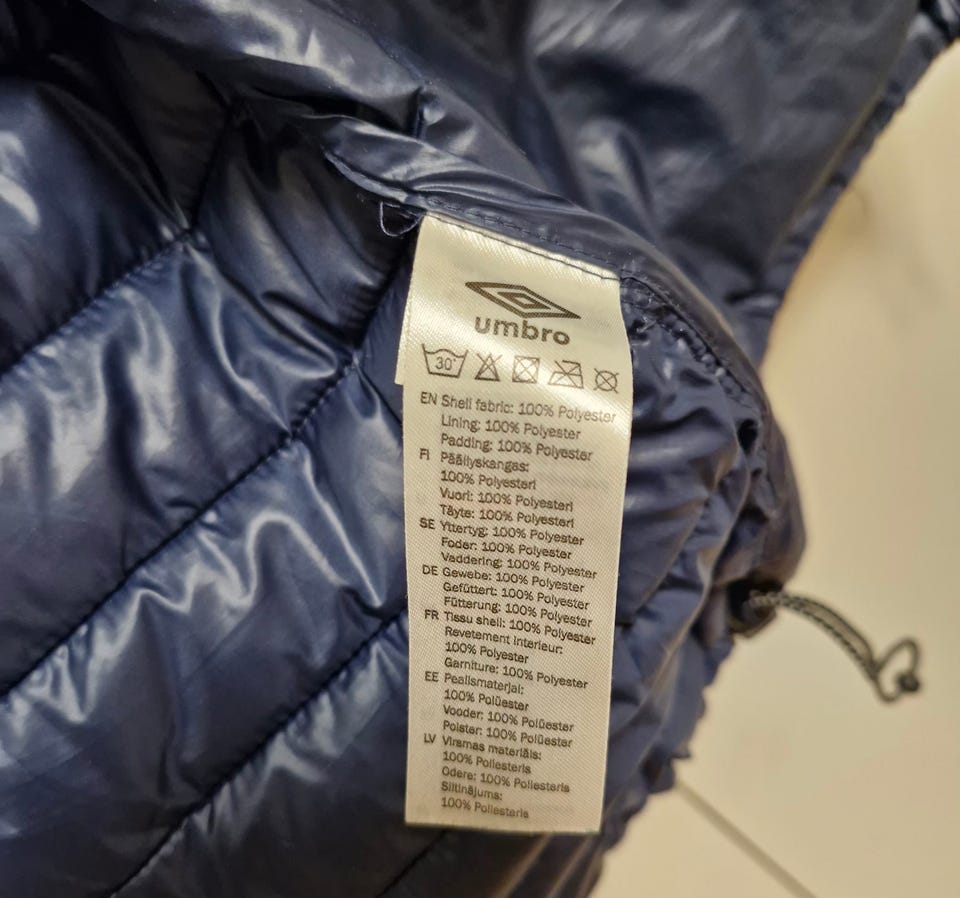 umbro
30°
EN Shell fabric: 100% Polyester
Lining: 100% Polyester
Padding: 100% Polyester
FI Päällyskangas:
100% Polyesteri
Vuori: 100% Polyesteri
Täyte: 100% Polyesteri
SE Yttertyg: 100% Polyester
Foder: 100% Polyester
Vaddering: 100% Polyester
DE Gewebe: 100% Polyester
Gefüttert: 100% Polyester
Fütterung: 100% Polyester
FR Tissu shell: 100% Polyester
Revetement interieur:
100% Polyester
Garniture: 100% Polyester
EE Pealismaterjal:
100% Polüester
Vooder: 100% Polüester
Polster: 100% Polüester
LV Virsmas materiāls:
100% Poliesteris
Odere: 100% Poliesteris
Siltinājums:
100% Poliesteris